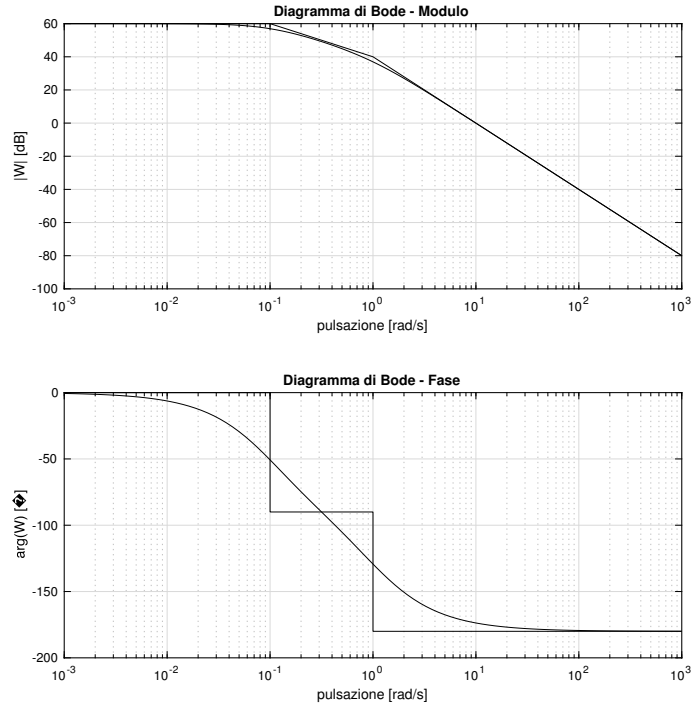 Diagramma di Bode - Modulo
60
40
20
0
-20
-40
-60
-80
-100
|W| [dB]
10^-3 10^-2 10^-1 10^0 10^1 10^2 10^3
pulsazione [rad/s]
Diagramma di Bode - Fase
0
-50
-100
-150
-200
arg(W) [�]
10^-3 10^-2 10^-1 10^0 10^1 10^2 10^3
pulsazione [rad/s]